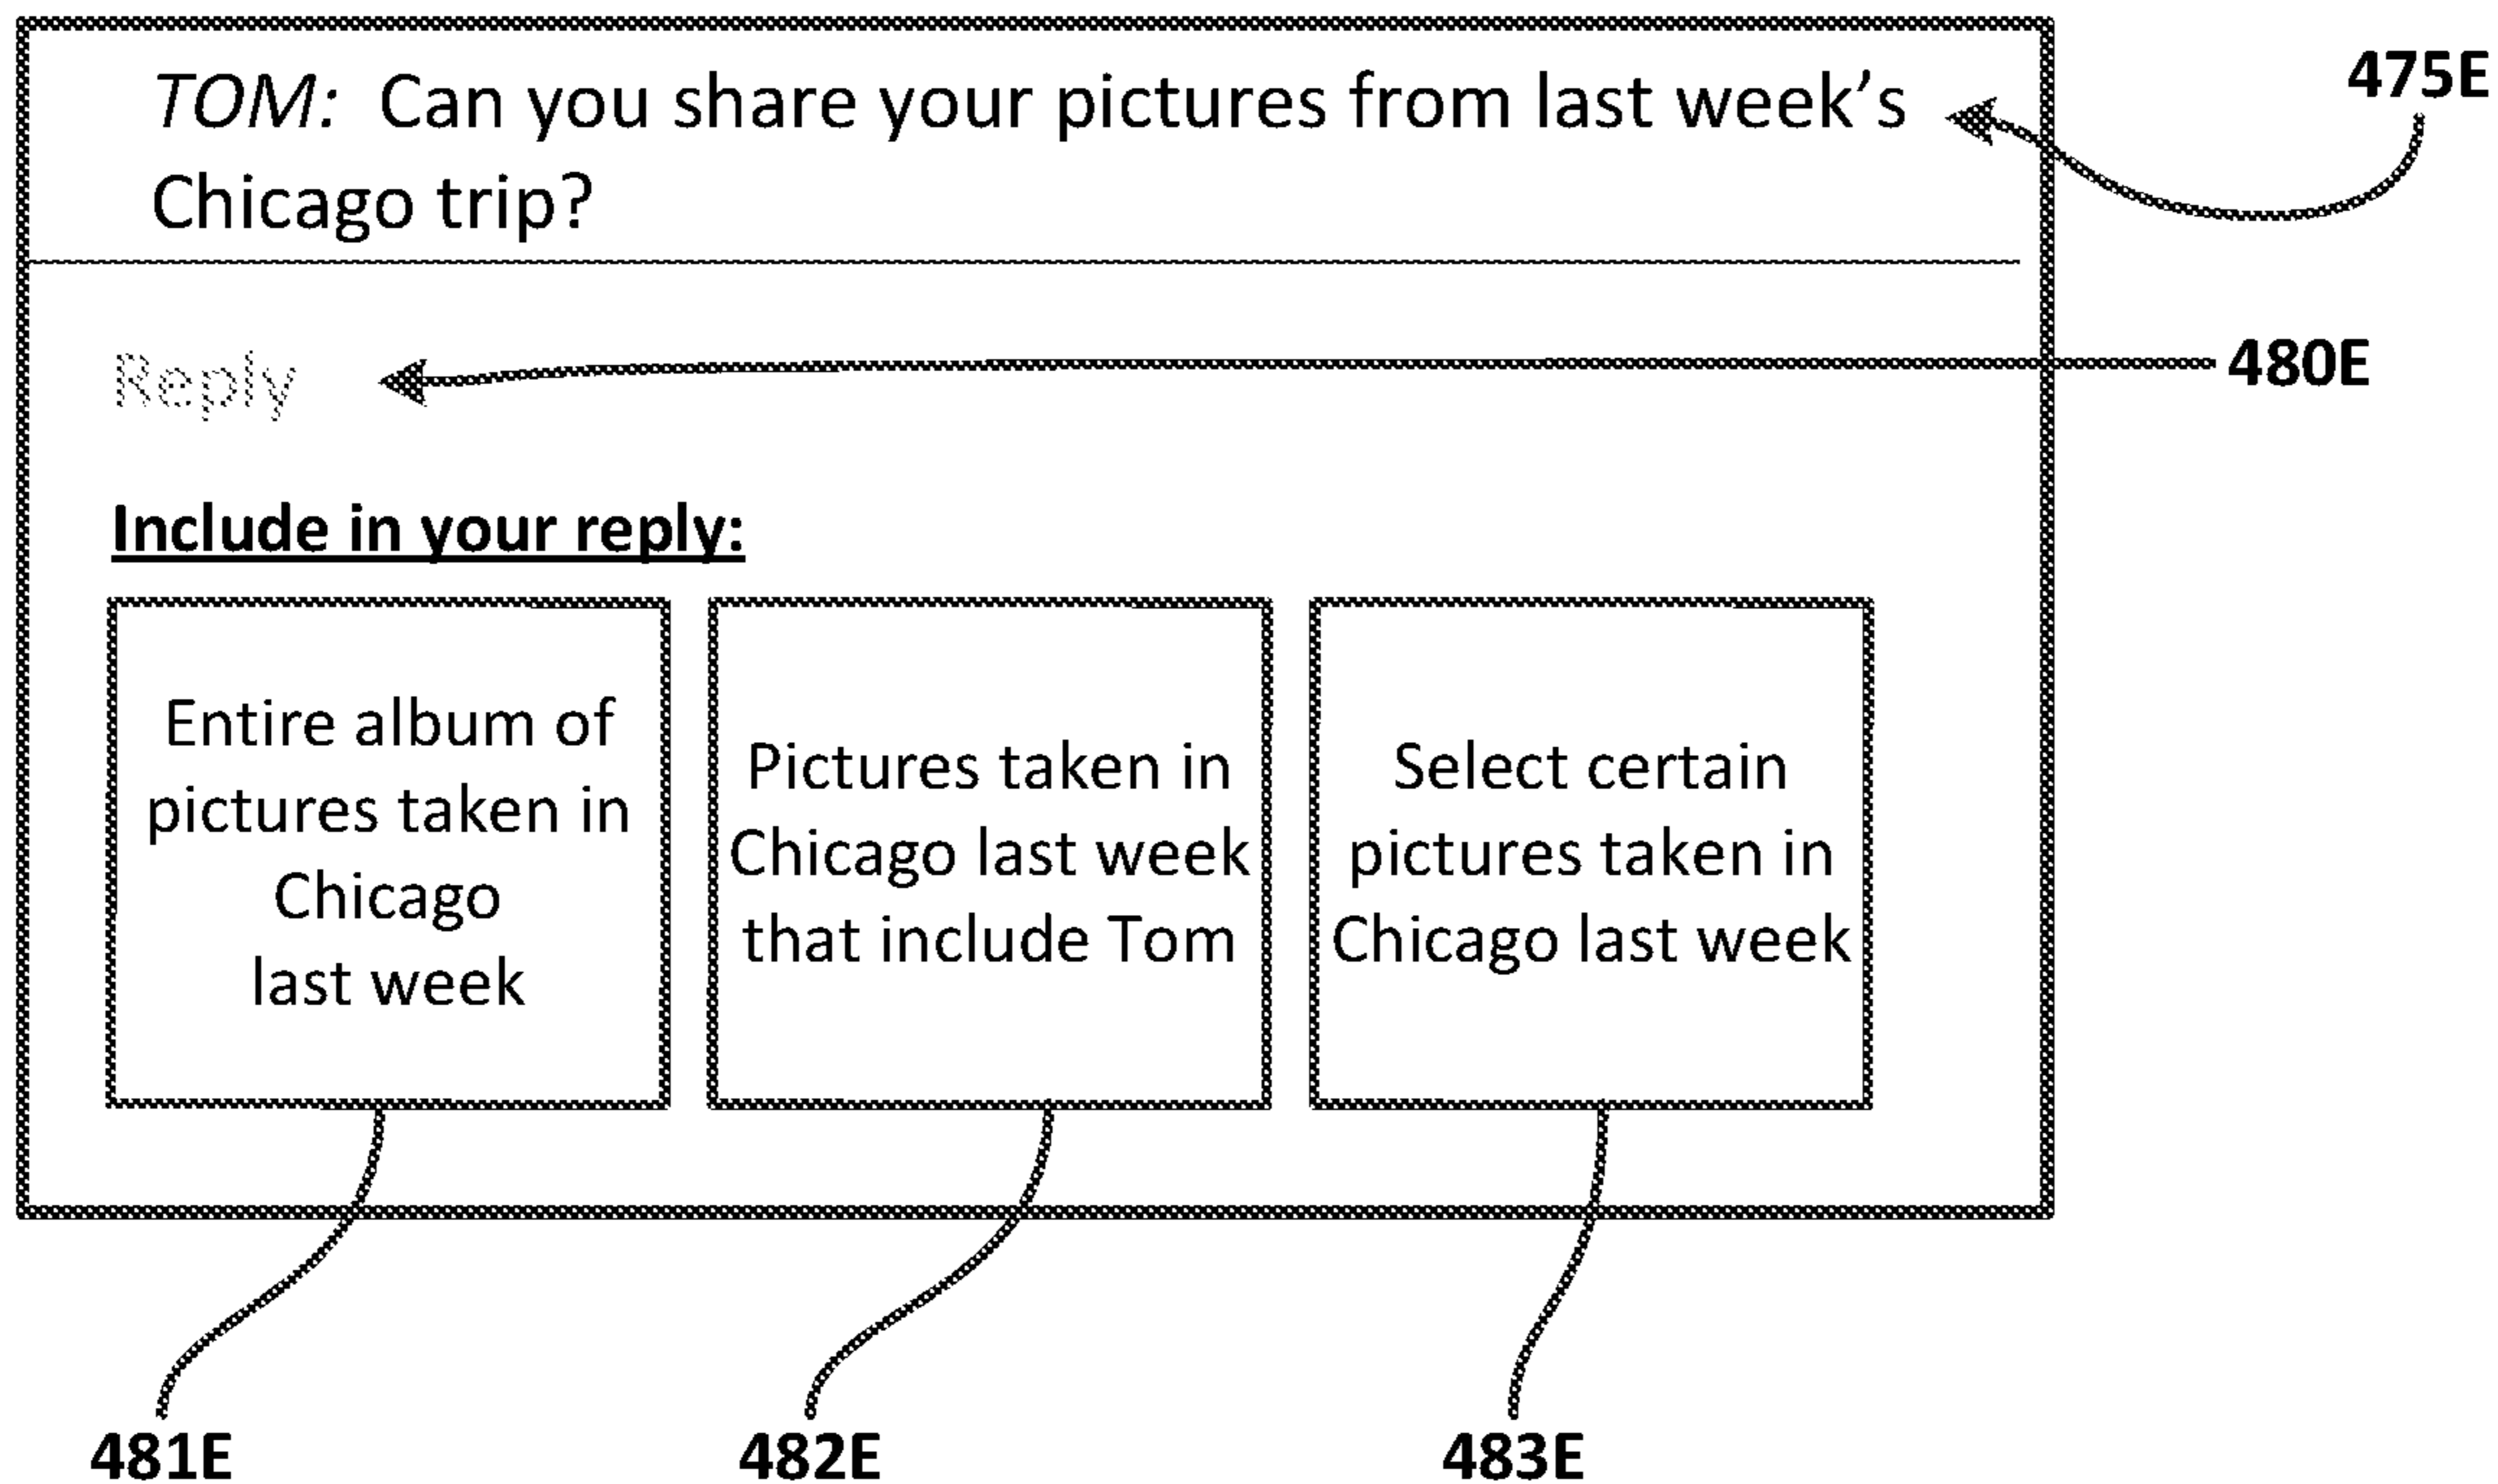 TOM: Can you share your pictures from last week's
Chicago trip?
475E
Reply
480E
Include in your reply:
Entire album of
pictures taken in
Chicago
last week
Pictures taken in
Chicago last week
that include Tom
Select certain
pictures taken in
Chicago last week
481E
482E
483E